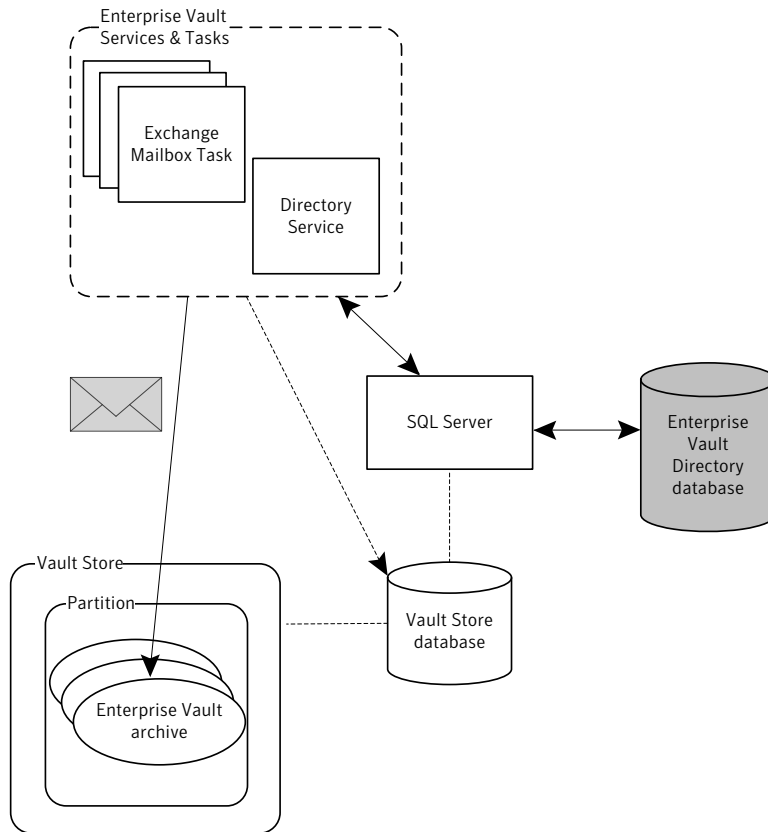 Enterprise Vault
Services & Tasks
Exchange
Mailbox Task
Directory
Service
SQL Server
Enterprise
Vault
Directory
database
Vault Store
Partition
Vault Store
database
Enterprise Vault
archive